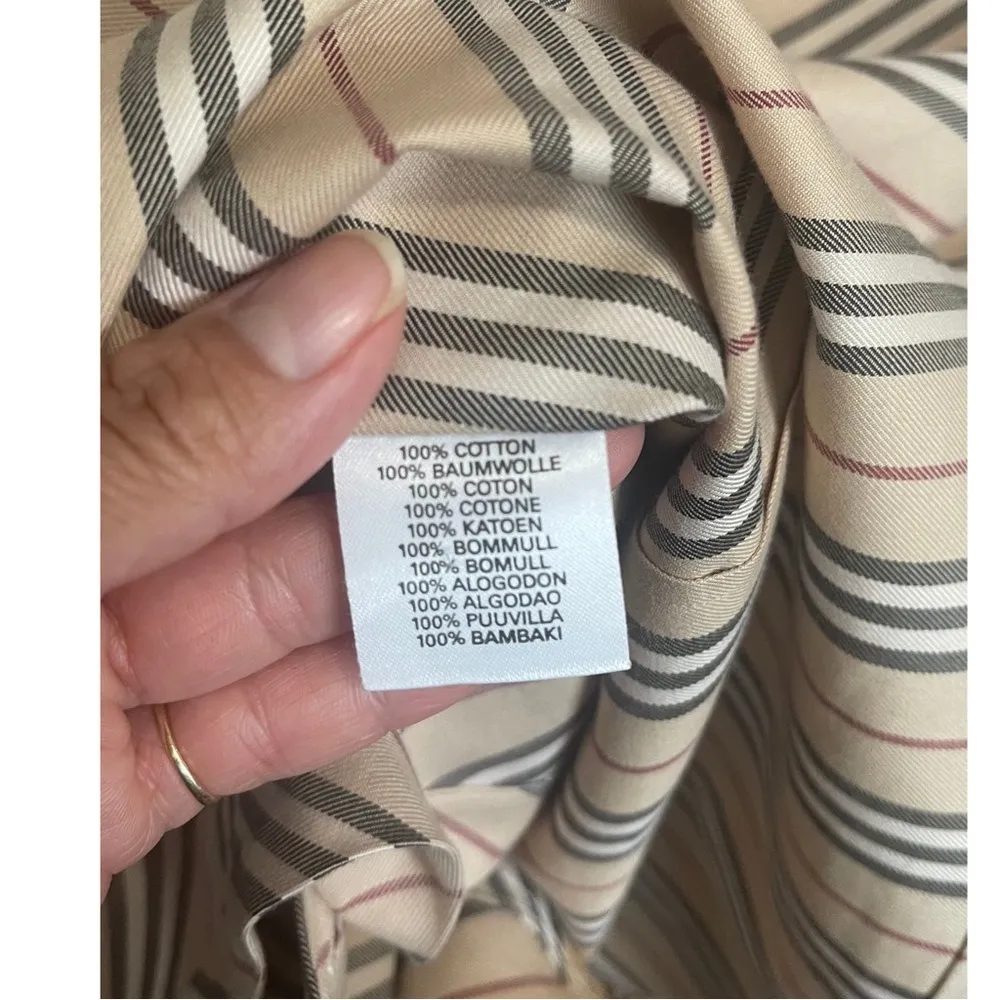 100% COTTON
100% BAUMWOLLE
100% COTON
100% COTONE
100% KATOEN
100% BOMMULL
100% BOMULL
100% ALOGODON
100% ALGODAO
100% PUUVILLA
100% BAMBAKI